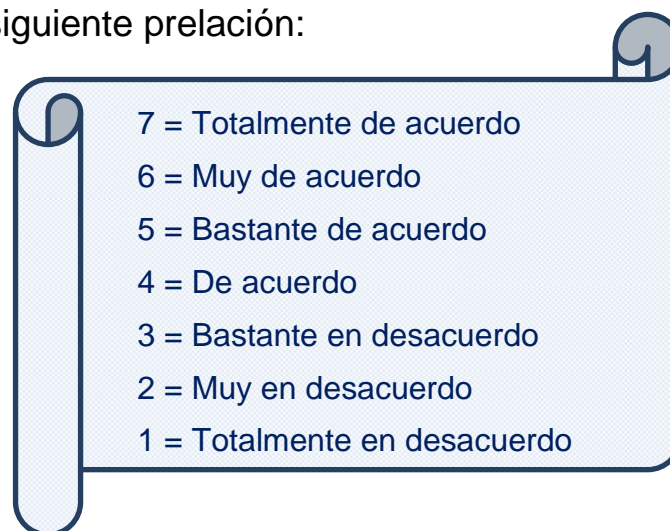 siguiente prelación:
7 = Totalmente de acuerdo
6 = Muy de acuerdo
5 = Bastante de acuerdo
4 = De acuerdo
3 = Bastante en desacuerdo
2 = Muy en desacuerdo
1 = Totalmente en desacuerdo